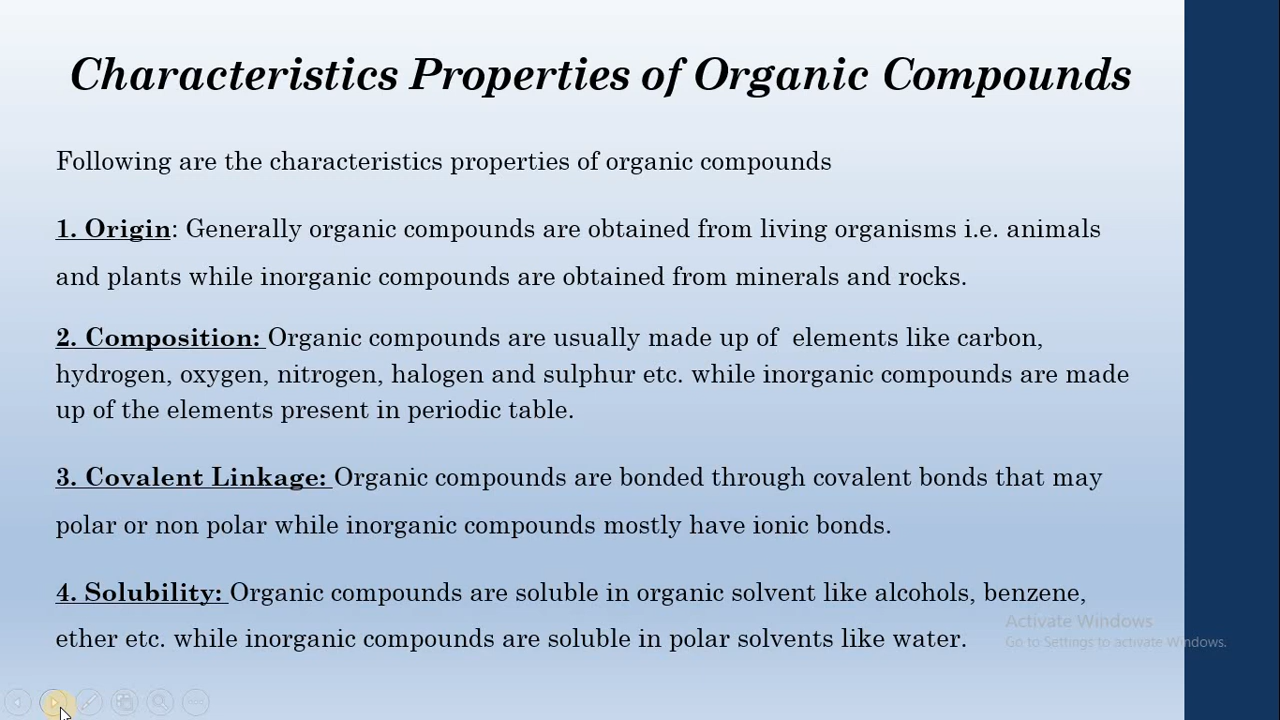 Characteristics Properties of Organic Compounds
Following are the characteristics properties of organic compounds
1. Origin: Generally organic compounds are obtained from living organisms i.e. animals
and plants while inorganic compounds are obtained from minerals and rocks.
2. Composition: Organic compounds are usually made up of  elements like carbon,
hydrogen, oxygen, nitrogen, halogen and sulphur etc. while inorganic compounds are made
up of the elements present in periodic table.
3. Covalent Linkage: Organic compounds are bonded through covalent bonds that may
polar or non polar while inorganic compounds mostly have ionic bonds.
4. Solubility: Organic compounds are soluble in organic solvent like alcohols, benzene,
ether etc. while inorganic compounds are soluble in polar solvents like water.
Activate Windows
Go to Settings to activate Windows.